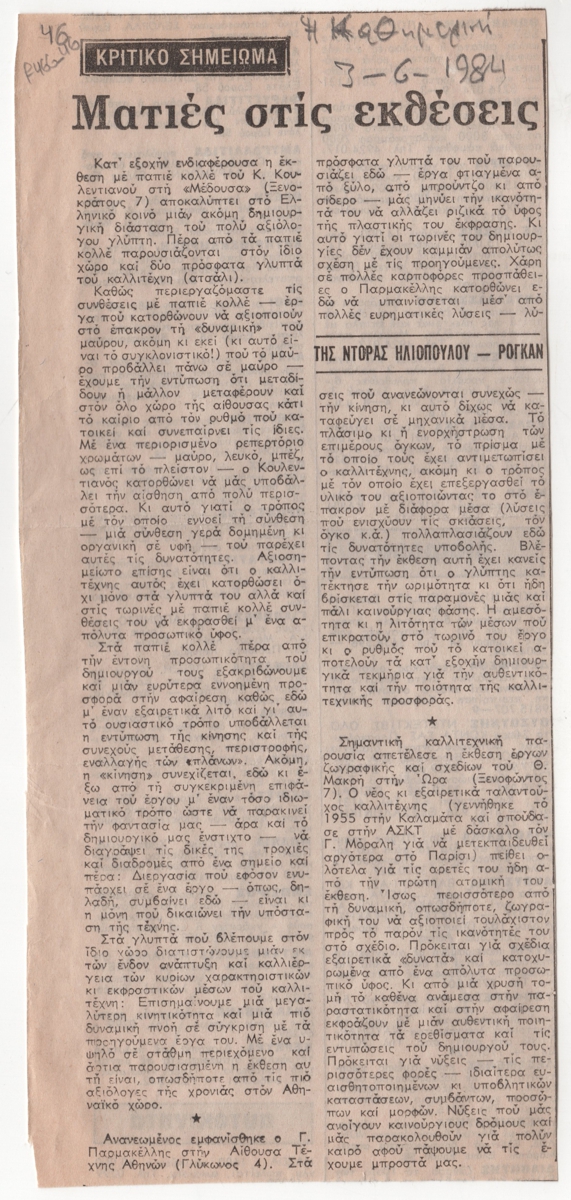 46
Η Καθημερινή
3-6-1984
ΚΡΙΤΙΚΟ ΣΗΜΕΙΩΜΑ
Ματιές στίς εκθέσεις
Κατ' εξοχήν ενδιαφέρουσα η έκ-
θεση μέ παπιέ κολλέ τού Κ. Κου-
λεντιανού στή «Μέδουσα» (Ξενο-
κράτους 7) αποκαλύπτει στό Ελ-
ληνικό κοινό μιάν ακόμη δημιουρ-
γική διάσταση τού πολύ αξιολο-
γου γλύπτη. Πέρα από τά παπιέ
κολλέ παρουσιάζονται στόν ίδιο
χώρο καί δύο πρόσφατα γλυπτά
τού καλλιτέχνη (ατσάλι).
Καθώς περιεργαζόμαστε τίς
συνθέσεις μέ παπιέ κολλέ — έρ-
γα πού κατορθώνουν νά αξιοποιούν
στό έπακρον τή «δυναμική» τού
μαύρου, ακόμη κι εκεί (κι αυτό εί-
ναι τό συγκλονιστικό!) πού τό μαύ-
ρο προβάλλει πάνω σέ μαύρο —
έχουμε τήν εντύπωση ότι μεταδί-
δουν ή μάλλον μεταφέρουν καί
στόν όλο χώρο τής αίθουσας κάτι
τό καίριο από τόν ρυθμό πού κα-
τοικεί καί συνεπαίρνει τίς ίδιες.
Μέ ένα περιορισμένο ρεπερτόριο
χρωμάτων — μαύρο, λευκό, μπέζ,
ως επί τό πλείστον — ο Κουλεν-
τιανός κατορθώνει νά μάς υποβάλ-
λει τήν αίσθηση από πολύ περισ-
σότερα. Κι αυτό γιατί ο τρόπος
μέ τόν οποίο εννοεί τή σύνθεση
— μιά σύνθεση γερά δομημένη κι
οργανική σέ υφή — τού παρέχει
αυτές τίς δυνατότητες. Αξιοση-
μείωτο επίσης είναι ότι ο καλλι-
τέχνης αυτός έχει κατορθώσει ό-
χι μόνο στά γλυπτά του αλλά καί
στίς τωρινές μέ παπιέ κολλέ συν-
θέσεις του νά εκφρασθεί μ' ένα α-
πόλυτα προσωπικό ύφος.
Στά παπιέ κολλέ πέρα από
τήν έντονη προσωπικότητα τού
δημιουργού τους εξακριβώνουμε
καί μιάν ευρύτερα εννοημένη προ-
σφορά στήν αφαίρεση καθώς εδώ
μ' έναν εξαιρετικά λιτό καί γι' αυ-
τό ουσιαστικό τρόπο υποβάλλεται
η εντύπωση τής κίνησης καί τής
συνεχούς μετάθεσης, περιστροφής,
εναλλαγής τών «πλάνων». Ακόμη,
η «κίνηση» συνεχίζεται, εδώ κι έ-
ξω από τή συγκεκριμένη επιφά-
νεια τού έργου μ' έναν τόσο ιδιω-
ματικό τρόπο ώστε νά παρακινεί
τήν φαντασία μας — άρα καί τό
δημιουργικό μας ένστιχτο — νά
διαγράψει τίς δικές της τροχιές
καί διαδρομές από ένα σημείο καί
πέρα: Διεργασία πού εφόσον ενυ-
πάρχει σέ ένα έργο — όπως, δη-
λαδή, συμβαίνει εδώ — είναι κι
η μόνη πού δικαιώνει τήν υπόστα-
ση τής τέχνης.
Στά γλυπτά πού βλέπουμε στόν
ίδιο χώρο διαπιστώνουμε μιάν εκ
τών ένδον ανάπτυξη καί καλλιέρ-
γεια τών κυρίων χαρακτηριστικών
κι εκφραστικών μέσων τού καλλι-
τέχνη: Επισημαίνουμε μιά μεγα-
λύτερη κινητικότητα καί μιά πιό
δυναμική πνοή σέ σύγκριση μέ τά
προηγούμενα έργα του. Μέ ένα υ-
ψηλό σέ στάθμη περιεχόμενο καί
άρτια παρουσιασμένη η έκθεση αυ-
τή είναι, οπωσδήποτε από τίς πιό
αξιόλογες τής χρονιάς στόν Αθη-
ναϊκό χώρο.
★
Ανανεωμένος εμφανίσθηκε ο Γ.
Παρμακέλλης στήν Αίθουσα Τέ-
χνης Αθηνών (Γλύκωνος 4). Στά
πρόσφατα γλυπτά του πού παρου-
σιάζει εδώ — έργα φτιαγμένα α-
πό ξύλο, από μπρούντζο κι από
σίδερο — μάς μηνύει τήν ικανότη-
τά του νά αλλάζει ριζικά τό ύφος
τής πλαστικής του έκφρασης. Κι
αυτό γιατί οι τωρινές του δημιουρ-
γίες δέν έχουν καμμιάν απολύτως
σχέση μέ τίς προηγούμενες. Χάρη
σέ πολλές καρποφόρες προσπάθει-
ες ο Παρμακέλλης κατορθώνει ε-
δώ νά υπαινίσσεται μέσ' από
πολλές ευρηματικές λύσεις — λύ-
ΤΗΣ ΝΤΟΡΑΣ ΗΛΙΟΠΟΥΛΟΥ — ΡΟΓΚΑΝ
σεις πού ανανεώνονται συνεχώς —
τήν κίνηση, κι αυτό δίχως νά κα-
ταφεύγει σέ μηχανικά μέσα. Τό
πλάσιμο κι η ενορχήστρωση τών
επιμέρους όγκων, τό πρίσμα μέ
τό οποίο τούς έχει αντιμετωπίσει
ο καλλιτέχνης, ακόμη κι ο τρόπος
μέ τόν οποίο έχει επεξεργασθεί τό
υλικό του αξιοποιώντας το στό έ-
πακρον μέ διάφορα μέσα (λύσεις
πού ενισχύουν τίς σκιάσεις, τόν
όγκο κ.ά.) πολλαπλασιάζουν εδώ
τίς δυνατότητες υποβολής. Βλέ-
ποντας τήν έκθεση αυτή έχει κανείς
τήν εντύπωση ότι ο γλύπτης κα-
τέκτησε τήν ωριμότητα κι ότι ήδη
βρίσκεται στίς παραμονές μιάς καί
πάλι καινούργιας φάσης. Η αμεσό-
τητα κι η λιτότητα τών μέσων πού
επικρατούν στό τωρινό του έργο
κι ο ρυθμός πού τό κατοικεί α-
ποτελούν τά κατ' εξοχήν δημιουρ-
γικά τεκμήρια γιά τήν αυθεντικό-
τητα καί τήν ποιότητα τής καλλι-
τεχνικής προσφοράς.
★
Σημαντική καλλιτεχνική πα-
ρουσία απετέλεσε η έκθεση έργων
ζωγραφικής καί σχεδίων τού Θ.
Μακρή στήν 'Ωρα (Ξενοφώντος
7). Ο νέος κι εξαιρετικά ταλαντού-
χος καλλιτέχνης (γεννήθηκε τό
1955 στήν Καλαμάτα καί σπούδα-
σε στήν ΑΣΚΤ μέ δάσκαλο τόν
Γ. Μόραλη γιά νά μετεκπαιδευθεί
αργότερα στό Παρίσι) πείθει ο-
λότελα γιά τίς αρετές του ήδη α-
πό τήν πρώτη ατομική του
έκθεση. 'Ισως περισσότερο από
τή δυναμική, οπωσδήποτε, ζωγρα-
φική του νά αξιοποιεί τουλάχιστον
πρός τό παρόν τίς ικανότητές του
στό σχέδιο. Πρόκειται γιά σχέδια
εξαιρετικά «δυνατά» καί κατοχυ-
ρωμένα από ένα απόλυτα προσω-
πικό ύφος. Κι από μιά χρυσή το-
μή τό καθένα ανάμεσα στήν πα-
ραστατικότητα καί στήν αφαίρεση
εκφράζουν μέ μιάν αυθεντική ποιη-
τικότητα τά ερεθίσματα καί τίς
εντυπώσεις τού δημιουργού τους.
Πρόκειται γιά νύξεις — τίς πε-
ρισσότερες φορές — ιδιαίτερα ευ-
αισθητοποιημένων κι υποβλητικών
καταστάσεων, συμβάντων, προσώ-
πων καί μορφών. Νύξεις πού μάς
ανοίγουν καινούργιους δρόμους καί
μάς παρακολουθούν γιά πολύν
καιρό αφού πάψουμε νά τίς έ-
χουμε μπροστά μας.